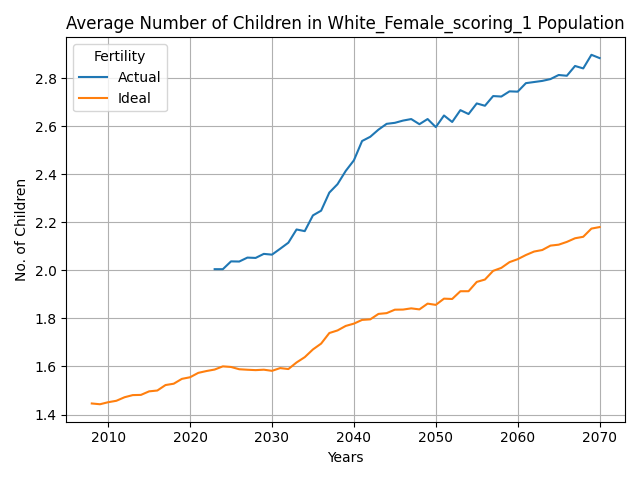 Average Number of Children in White_Female_scoring_1 Population
Fertility
Actual
Ideal
No. of Children
2.8
2.6
2.4
2.2
2.0
1.8
1.6
1.4
2010 2020 2030 2040 2050 2060 2070
Years